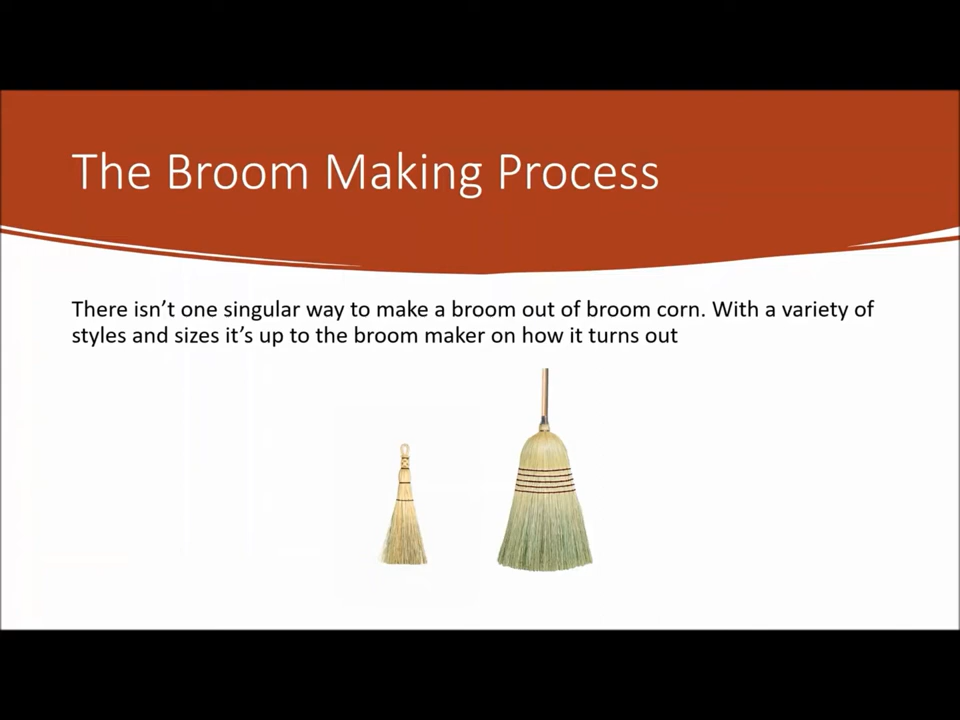 The Broom Making Process
There isn’t one singular way to make a broom out of broom corn. With a variety of
styles and sizes it’s up to the broom maker on how it turns out